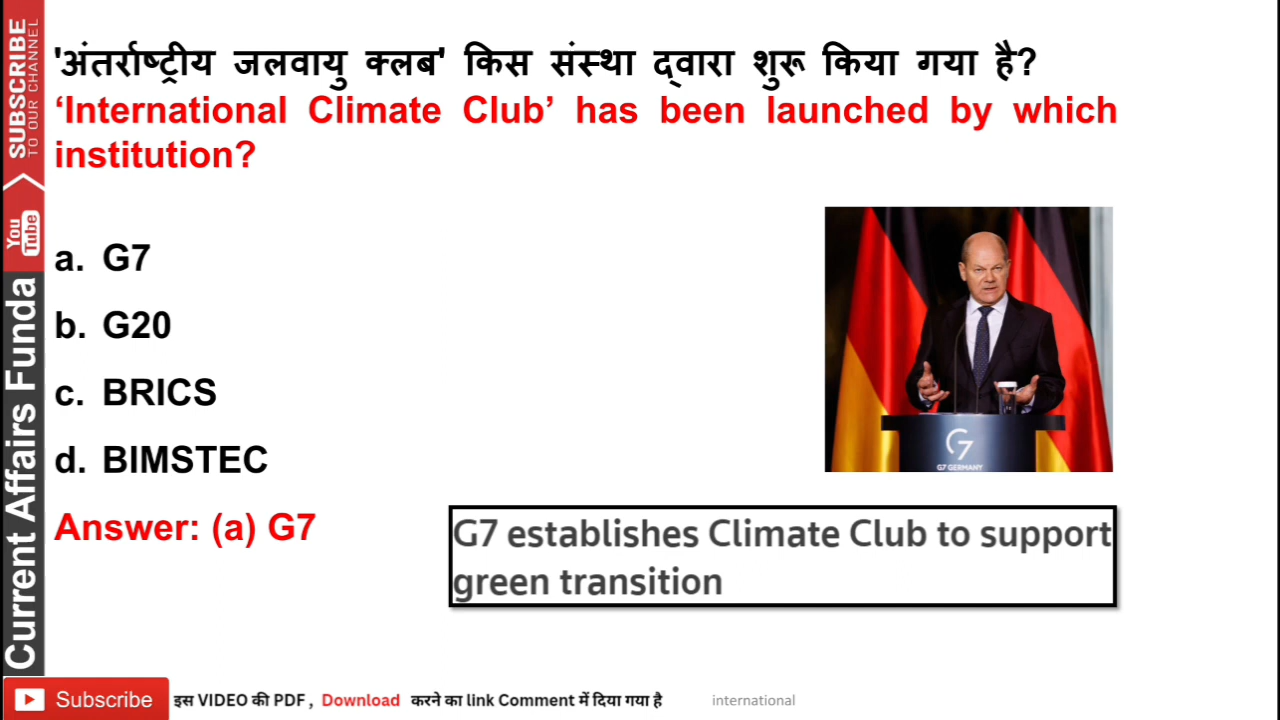 'अंतर्राष्ट्रीय जलवायु क्लब' किस संस्था द्वारा शुरू किया गया है?
‘International Climate Club’ has been launched by which
institution?
a. G7
b. G20
c. BRICS
d. BIMSTEC
Answer: (a) G7
G7
G7 GERMANY
G7 establishes Climate Club to support
green transition
SUBSCRIBE
TO OUR CHANNEL
You
Tube
Current Affairs Funda
Subscribe
इस VIDEO की PDF , Download करने का link Comment में दिया गया है
international